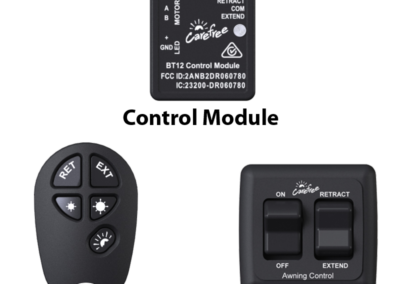 A
B
MOTOR
RETRACT
COM
EXTEND
+
GND
LED
Carefree
BT12 Control Module
FCC ID:2ANB2DR060780
IC:23200-DR060780
Control Module
RET
EXT
Carefree
ON
RETRACT
OFF
EXTEND
Awning Control